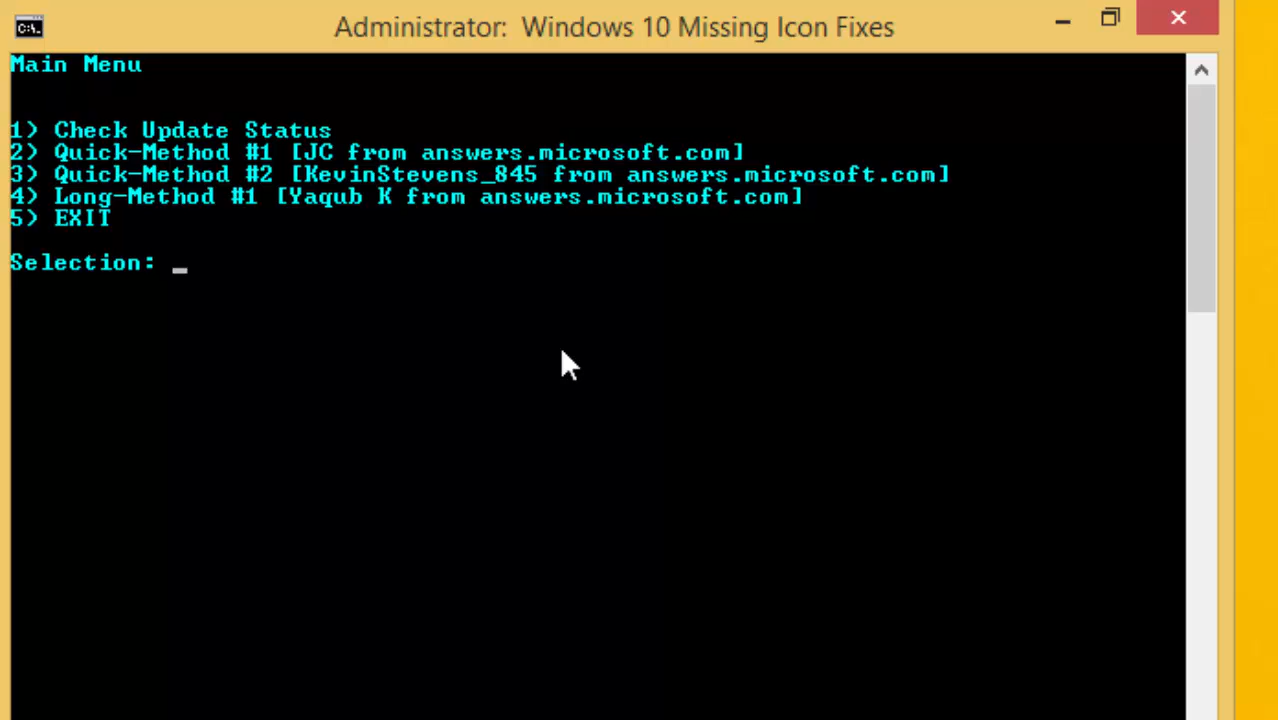 Administrator:  Windows 10 Missing Icon Fixes
Main Menu
1) Check Update Status
2) Quick-Method #1 [JC from answers.microsoft.com]
3) Quick-Method #2 [KevinStevens_845 from answers.microsoft.com]
4) Long-Method #1 [Yaqub K from answers.microsoft.com]
5) EXIT
Selection: _